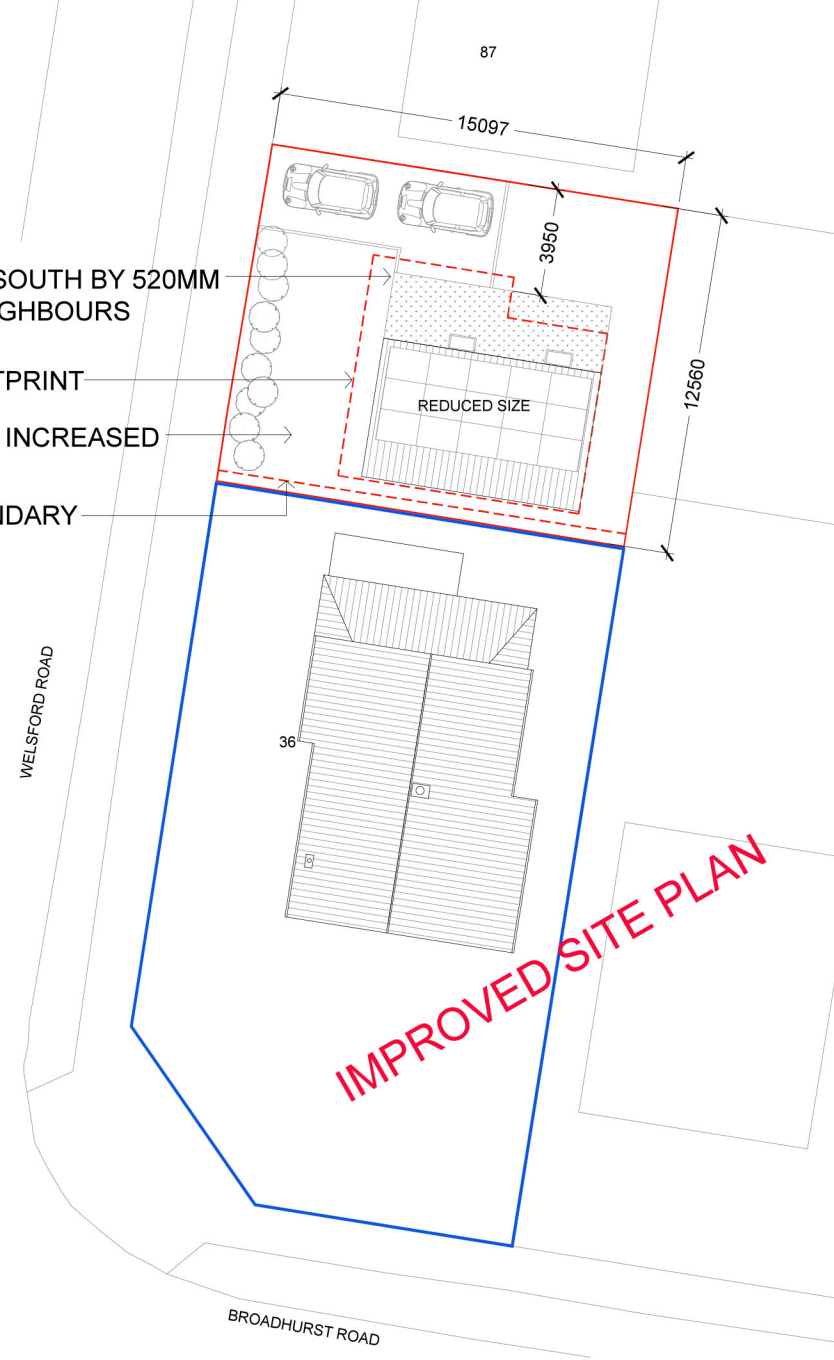 87
15097
3950
SOUTH BY 520MM
GHBOURS
12560
TPRINT
REDUCED SIZE
INCREASED
NDARY
WELSFORD ROAD
36
IMPROVED SITE PLAN
BROADHURST ROAD